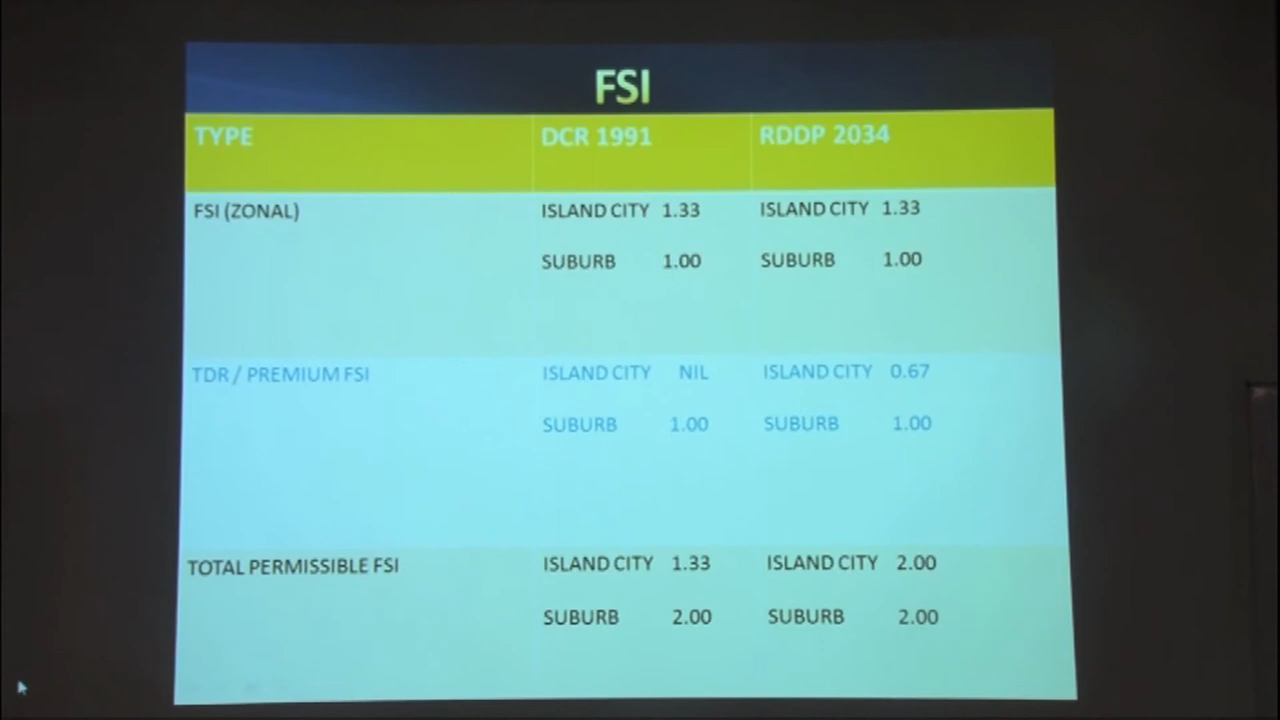 FSI
TYPE DCR 1991 RDDP 2034
FSI (ZONAL) ISLAND CITY 1.33 ISLAND CITY 1.33
SUBURB 1.00 SUBURB 1.00
TDR / PREMIUM FSI ISLAND CITY NIL ISLAND CITY 0.67
SUBURB 1.00 SUBURB 1.00
TOTAL PERMISSIBLE FSI ISLAND CITY 1.33 ISLAND CITY 2.00
SUBURB 2.00 SUBURB 2.00